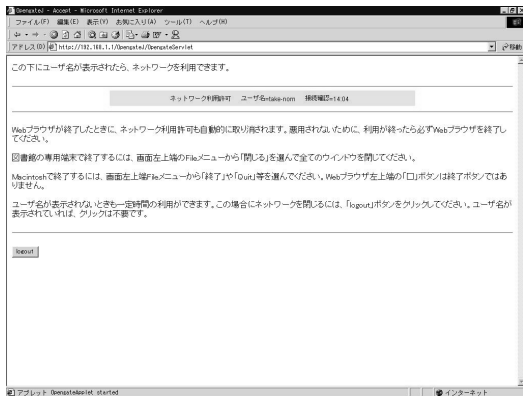 OpengateJ - Accept - Microsoft Internet Explorer
ファイル(F) 編集(E) 表示(V) お気に入り(A) ツール(T) ヘルプ(H)
アドレス(D) http://192.168.1.1/OpengateJ/OpengateServlet 移動
この下にユーザ名が表示されたら、ネットワークを利用できます。
ネットワーク利用許可 ユーザ名=take-nom 接続確認=14:04
Webブラウザが終了したときに、ネットワーク利用許可も自動的に取り消されます。悪用されないために、利用が終ったら必ずWebブラウザを終了し
てください。
図書館の専用端末で終了するには、画面左上端のFileメニューから「閉じる」を選んで全てのウインドウを閉じてください。
Macintoshで終了するには、画面左上端Fileメニューから「終了」や「Quit」等を選んでください。Webブラウザ左上端の「口」ボタンは終了ボタンではあ
りません。
ユーザ名が表示されないときも一定時間の利用ができます。この場合にネットワークを閉じるには、「logout」ボタンをクリックしてください。ユーザ名が
表示されていれば、クリックは不要です。
logout
アプレット OpengateApplet started インターネット